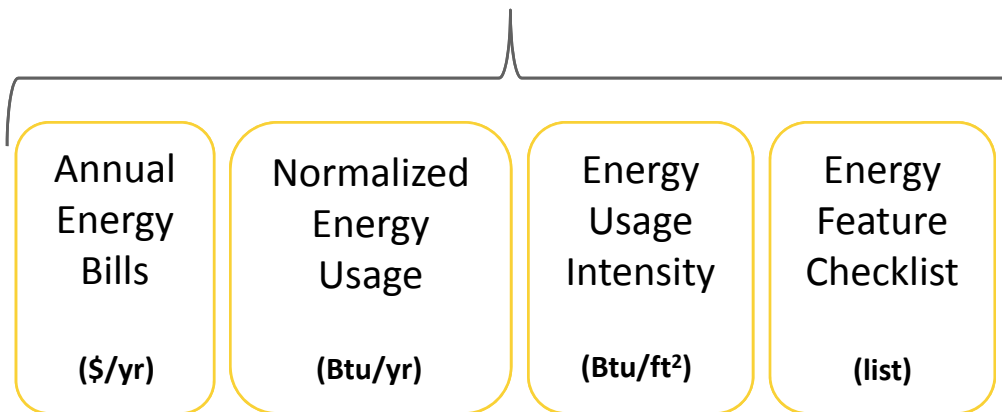 Annual
Energy
Bills
($/yr)
Normalized
Energy
Usage
(Btu/yr)
Energy
Usage
Intensity
(Btu/ft²)
Energy
Feature
Checklist
(list)